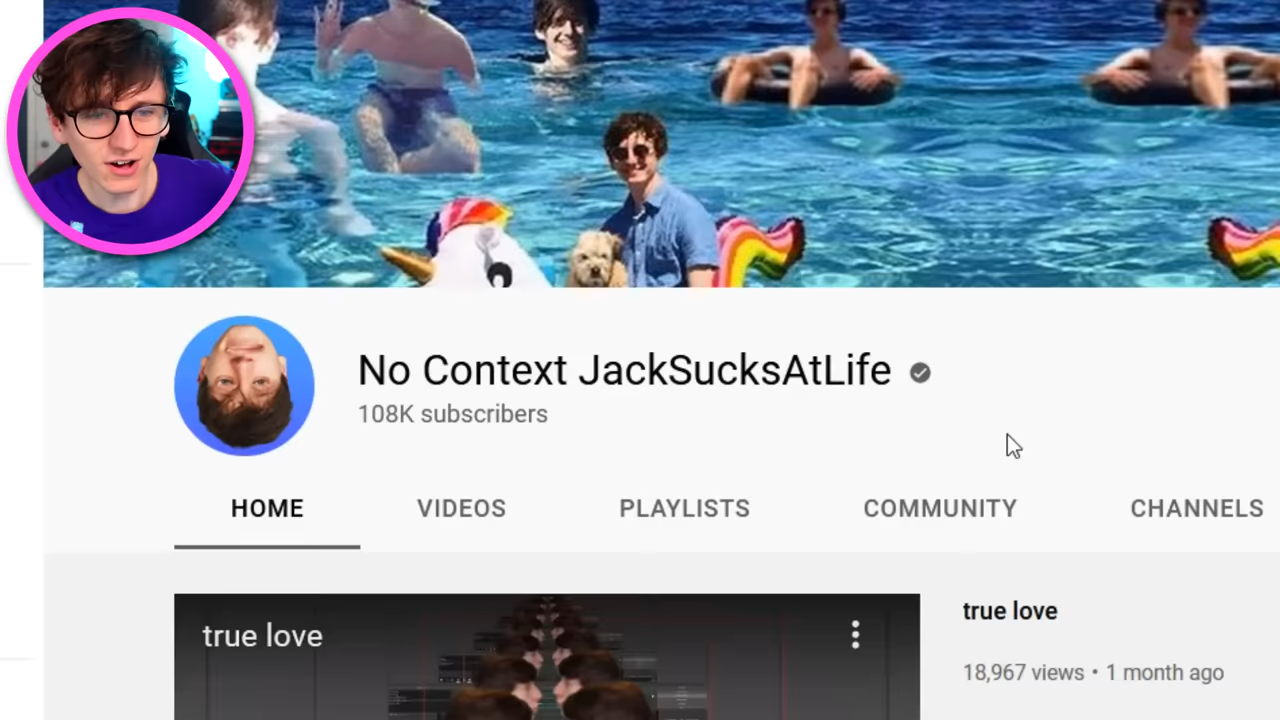 No Context JackSucksAtLife
108K subscribers
HOME VIDEOS PLAYLISTS COMMUNITY CHANNELS
true love
true love
18,967 views • 1 month ago